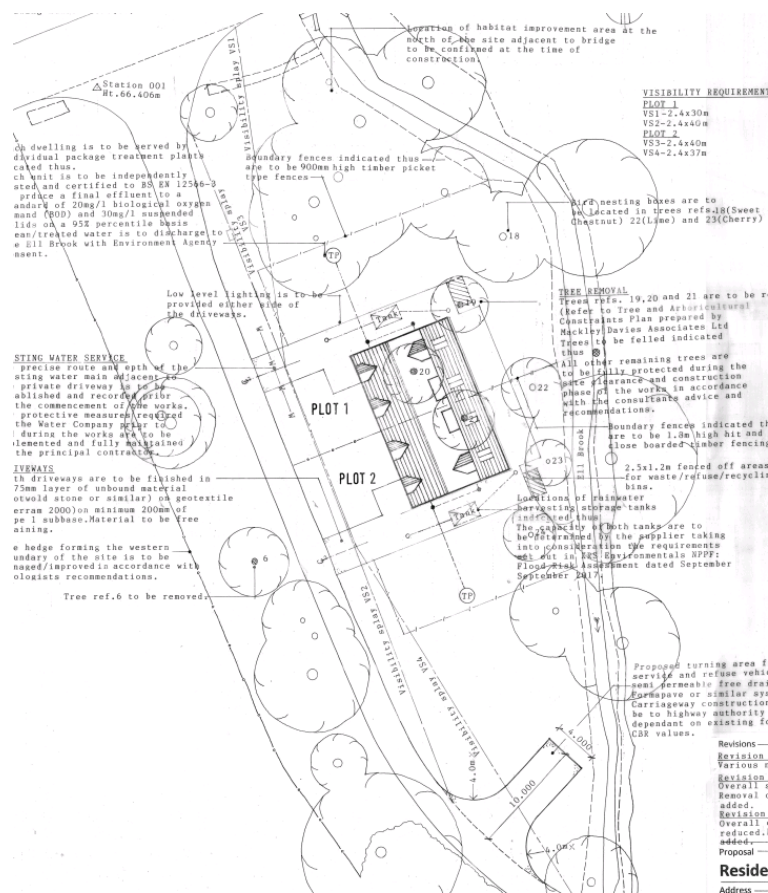 Location of habitat improvement area at the
north of the site adjacent to bridge
to be confirmed at the time of
construction.
Station 001
Ht.66.406m
Visibility splay VS1
VISIBILITY REQUIREMENT
PLOT 1
VS1-2.4x30m
VS2-2.4x40m
PLOT 2
VS3-2.4x40m
VS4-2.4x37m
ch dwelling is to be served by
dividual package treatment plants
cated thus.
ch unit is to be independently
sted and certified to BS EN 12566-3
prduce a final effluent to a
andard of 20mg/l biological oxygen
mand (BOD) and 30mg/l suspended
lids on a 95% percentile basis
ean/treated water is to discharge to
e Ell Brook with Environment Agency
nsent.
Boundary fences indicated thus
are to be 900mm high timber picket
type fences
Visibility splay VS3
Bird nesting boxes are to
be located in trees refs.18(Sweet
Chestnut) 22(Lime) and 23(Cherry)
18
TP
Low level lighting is to be
provided either side of
the driveways.
Tank
TREE REMOVAL
Trees refs. 19,20 and 21 are to be re
(Refer to Tree and Arboricultural
Constraints Plan prepared by
Mackley Davies Associates Ltd
Trees to be felled indicated
thus
All other remaining trees are
to be fully protected during the
site clearance and construction
phase of the works in accordance
with the consultants advice and
recommendations.
20
22
STING WATER SERVICE
precise route and epth of the
sting water main adjacent to
private driveway is to be
ablished and recorded prior
the commencement of the works.
protective measures required
the Water Company prior to
during the works are to be
lemented and fully maintained
the principal contractor.
PLOT 1
PLOT 2
Boundary fences indicated th
are to be 1.8m high hit and
close boarded timber fencing
Ell Brook
23
2.5x1.2m fenced off areas
for waste/refuse/recyclin
bins.
IVEWAYS
th driveways are to be finished in
75mm layer of unbound material
otwold stone or similar) on geotextile
erram 2000)on minimum 200mm of
pe 1 subbase.Material to be free
aining.
Locations of rainwater
harvesting storage tanks
indicated thus
The capacity of both tanks are to
be determined by the supplier taking
into consideration the requirements
set out in Environmentals NPPF:
Flood Risk Assessment dated September
September 2017.
Tank
e hedge forming the western
undary of the site is to be
naged/improved in accordance with
ologists recommendations.
6
Tree ref.6 to be removed.
TP
Visibility splay VS2
Visibility splay VS4
Proposed turning area f
service and refuse vehic
semi permeable free drai
Formapave or similar sys
Carriageway construction
be to highway authority
dependant on existing fo
CBR values.
4.000
10.000
4.0m
4.0m
Revisions
Revision
Various m
Revision
Overall s
Removal o
added.
Revision
Overall
reduced.
added.
Proposal
Reside
Address